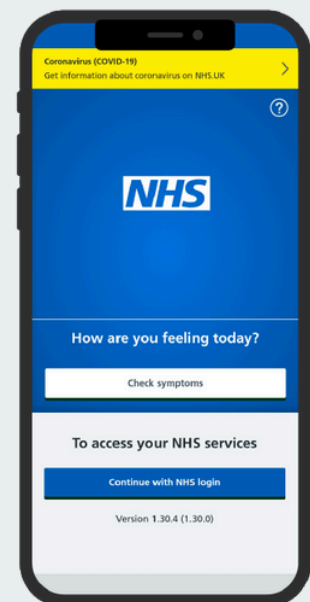 Coronavirus (COVID-19)
Get information about coronavirus on NHS.UK
?
NHS
How are you feeling today?
Check symptoms
To access your NHS services
Continue with NHS login
Version 1.30.4 (1.30.0)